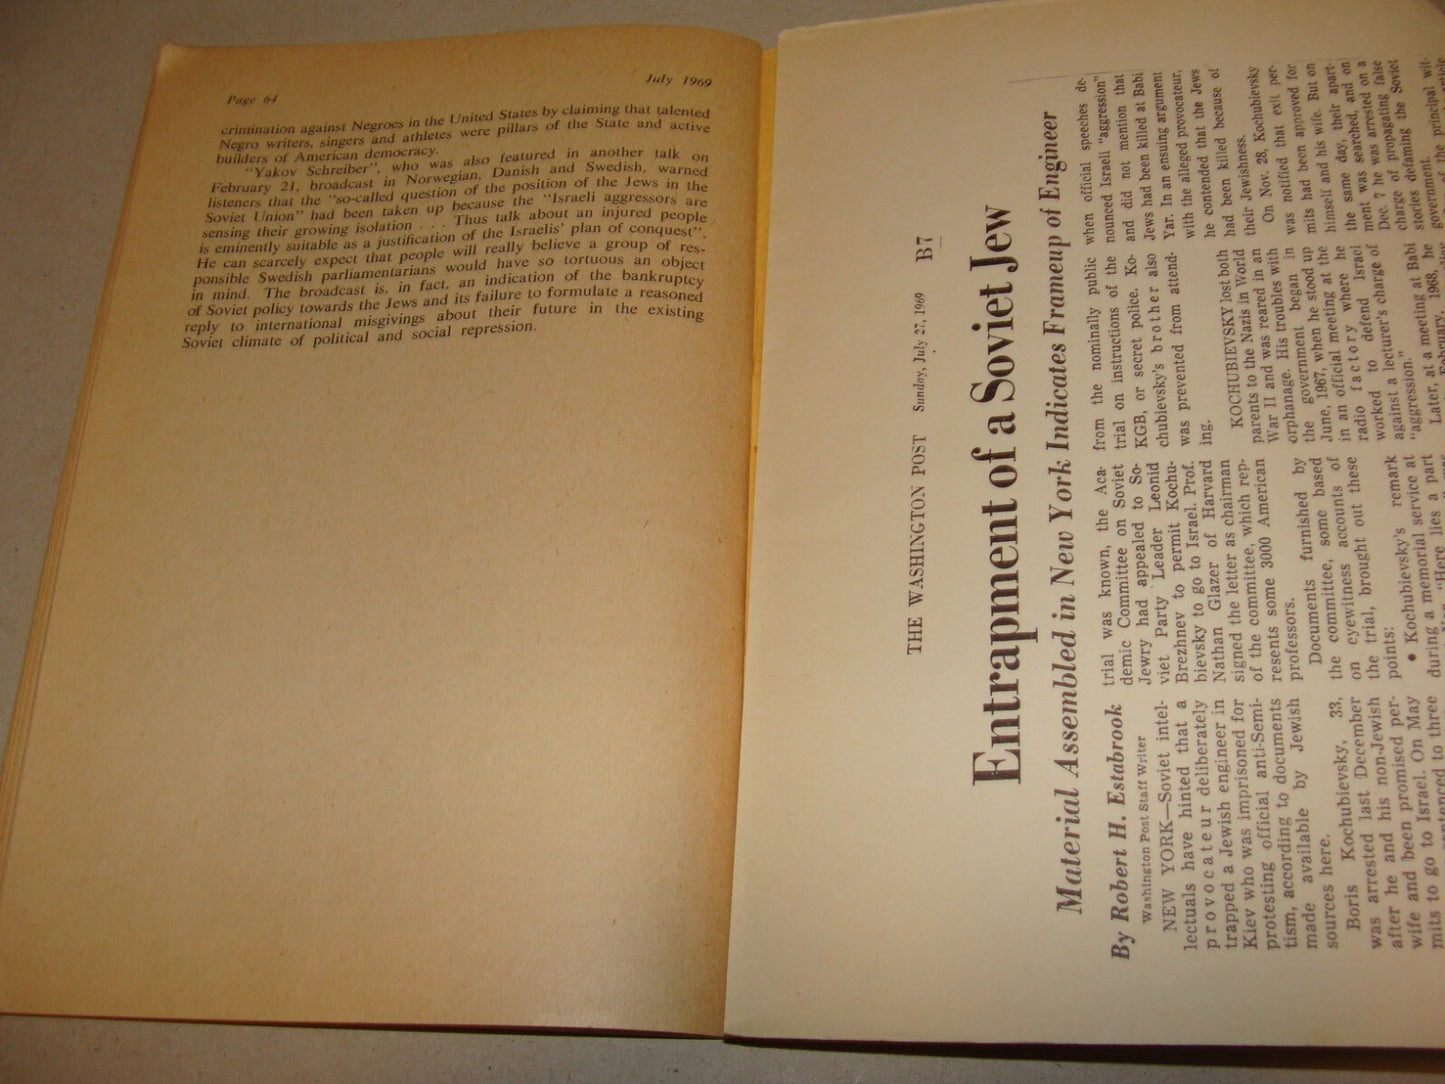 Page 64
July 1969
crimination against Negroes in the United States by claiming that talented
Negro writers, singers and athletes were pillars of the State and active
builders of American democracy.
"Yakov Schreiber", who was also featured in another talk on
February 21, broadcast in Norwegian, Danish and Swedish, warned
listeners that the "so-called question of the position of the Jews in the
Soviet Union" had been taken up because the "Israeli aggressors are
sensing their growing isolation . . . Thus talk about an injured people
is eminently suitable as a justification of the Israelis' plan of conquest".
He can scarcely expect that people will really believe a group of res-
ponsible Swedish parliamentarians would have so tortuous an object
in mind. The broadcast is, in fact, an indication of the bankruptcy
of Soviet policy towards the Jews and its failure to formulate a reasoned
reply to international misgivings about their future in the existing
Soviet climate of political and social repression.
THE WASHINGTON POST Sunday, July 27, 1969 B7
Entrapment of a Soviet Jew
Material Assembled in New York Indicates Frameup of Engineer
By Robert H. Estabrook
Washington Post Staff Writer
NEW YORK—Soviet intel-
lectuals have hinted that a
provocateur deliberately
trapped a Jewish engineer in
Kiev who was imprisoned for
protesting official anti-Semi-
tism, according to documents
made available by Jewish
sources here.
Boris Kochubievsky, 33,
was arrested last December
after he and his non-Jewish
wife and been promised per-
mits to go to Israel. On May
sentenced to three
trial was known, the Aca-
demic Committee on Soviet
Jewry had appealed to So-
viet Party Leader Leonid
Brezhnev to permit Kochu-
bievsky to go to Israel. Prof.
Nathan Glazer of Harvard
signed the letter as chairman
of the committee, which rep-
resents some 3000 American
professors.
Documents furnished by
the committee, some based
on eyewitness accounts of
the trial, brought out these
points:
• Kochubievsky's remark
during a memorial service at
"Here lies a part
from the nominally public
trial on instructions of the
KGB, or secret police. Ko-
chubievsky's brother also
was prevented from attend-
ing.
KOCHUBIEVSKY lost both
parents to the Nazis in World
War II and was reared in an
orphanage. His troubles with
the government began in
June, 1967, when he stood up
in an official meeting at the
radio factory where he
worked to defend Israel
against a lecturer's charge of
"aggression."
Later, at a meeting at Babi
February, 1968, he
when official speeches de-
nounced Israeli "aggression"
and did not mention that
Jews had been killed at Babi
Yar. In an ensuing argument
with the alleged provocateur,
he contended that the Jews
had been killed because of
their Jewishness.
On Nov. 28, Kochubievsky
was notified that exit per-
mits had been approved for
himself and his wife. But on
the same day, their apart-
ment was searched, and on
Dec. 7 he was arrested on a
charge of propagating false
stories defaming the Soviet
government.
of the principal wit-